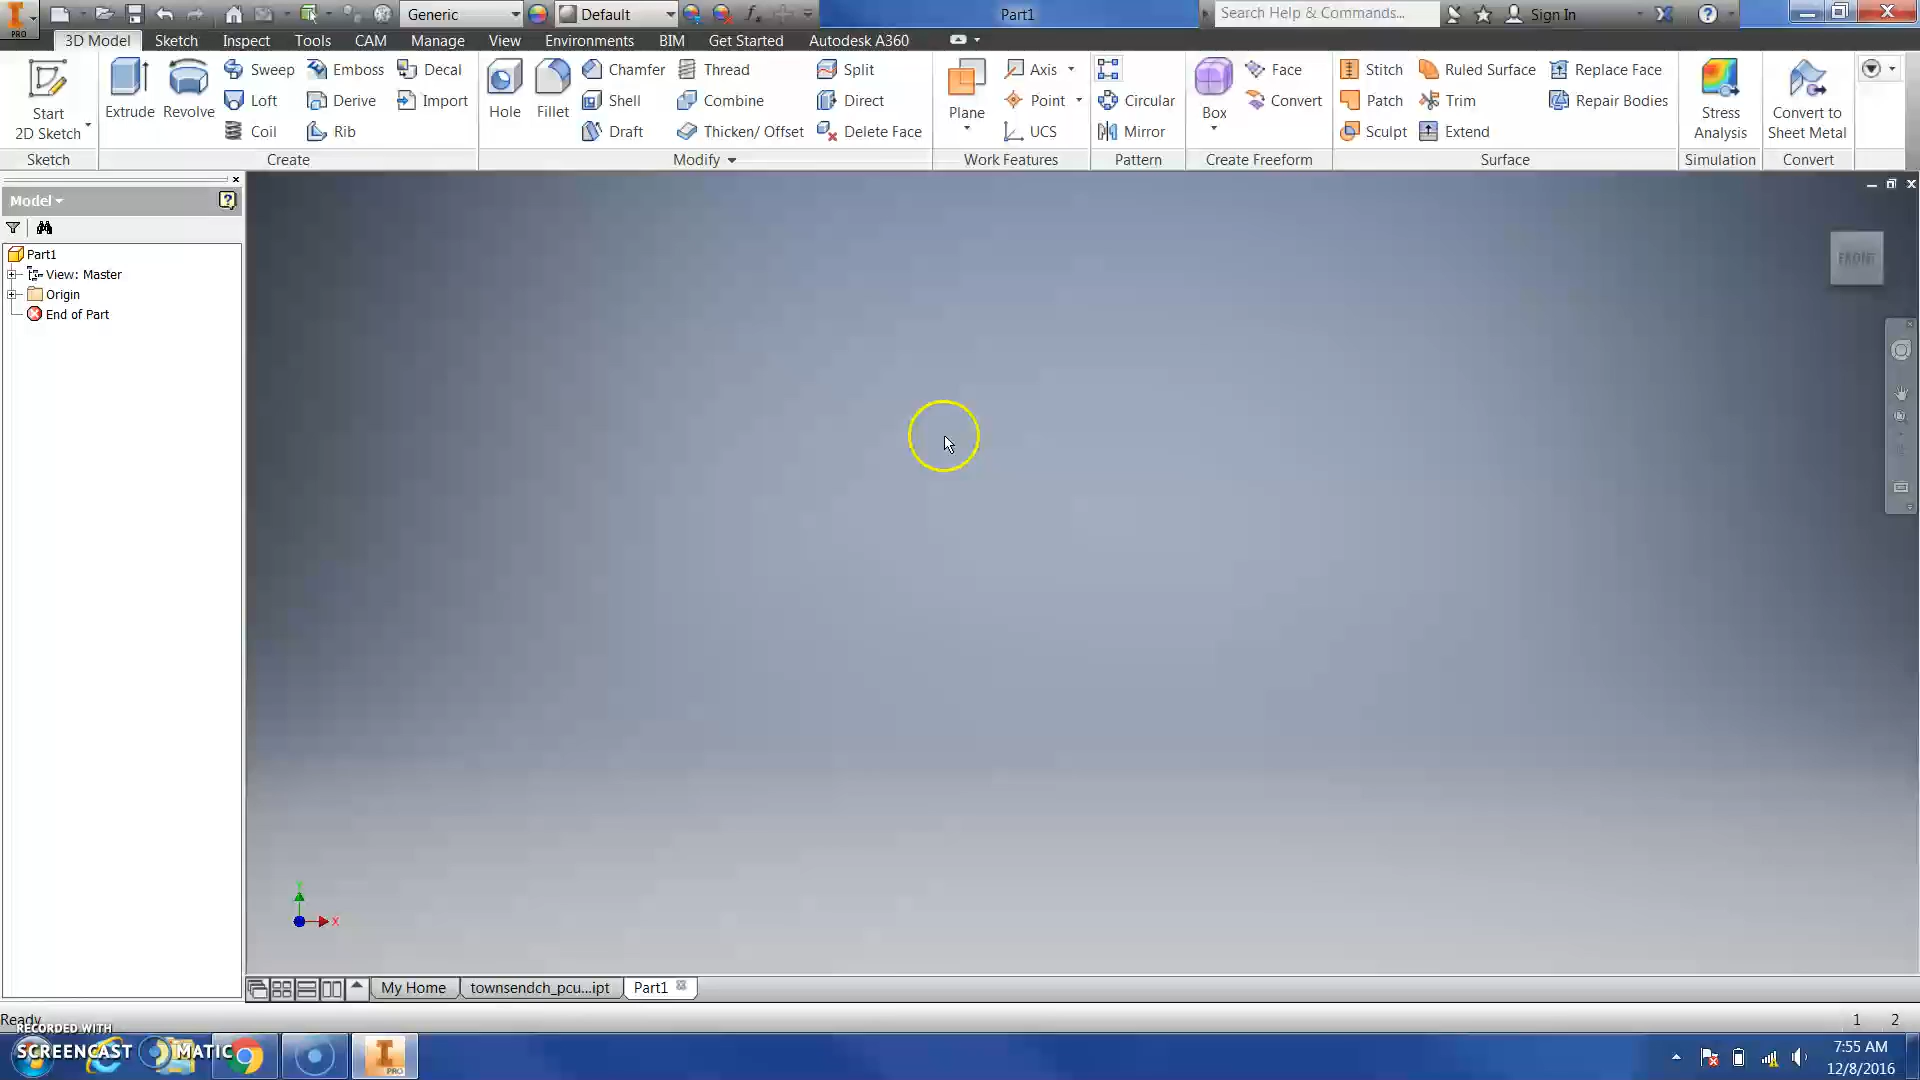 Generic
Default
Part1
Search Help & Commands...
Sign In
PRO
3D Model
Sketch
Inspect
Tools
CAM
Manage
View
Environments
BIM
Get Started
Autodesk A360
Start
2D Sketch
Extrude
Revolve
Sweep
Loft
Coil
Emboss
Derive
Rib
Decal
Import
Hole
Fillet
Chamfer
Shell
Draft
Thread
Combine
Thicken/ Offset
Split
Direct
Delete Face
Plane
Axis
Point
UCS
Circular
Mirror
Box
Face
Convert
Stitch
Patch
Sculpt
Ruled Surface
Trim
Extend
Replace Face
Repair Bodies
Stress
Analysis
Convert to
Sheet Metal
Sketch
Create
Modify
Work Features
Pattern
Create Freeform
Surface
Simulation
Convert
Model
Part1
View: Master
Origin
End of Part
FRONT
Y
X
My Home
townsendch_pcu...ipt
Part1
Ready
1 2
RECORDED WITH
SCREENCAST MATIC
PRO
7:55 AM
12/8/2016